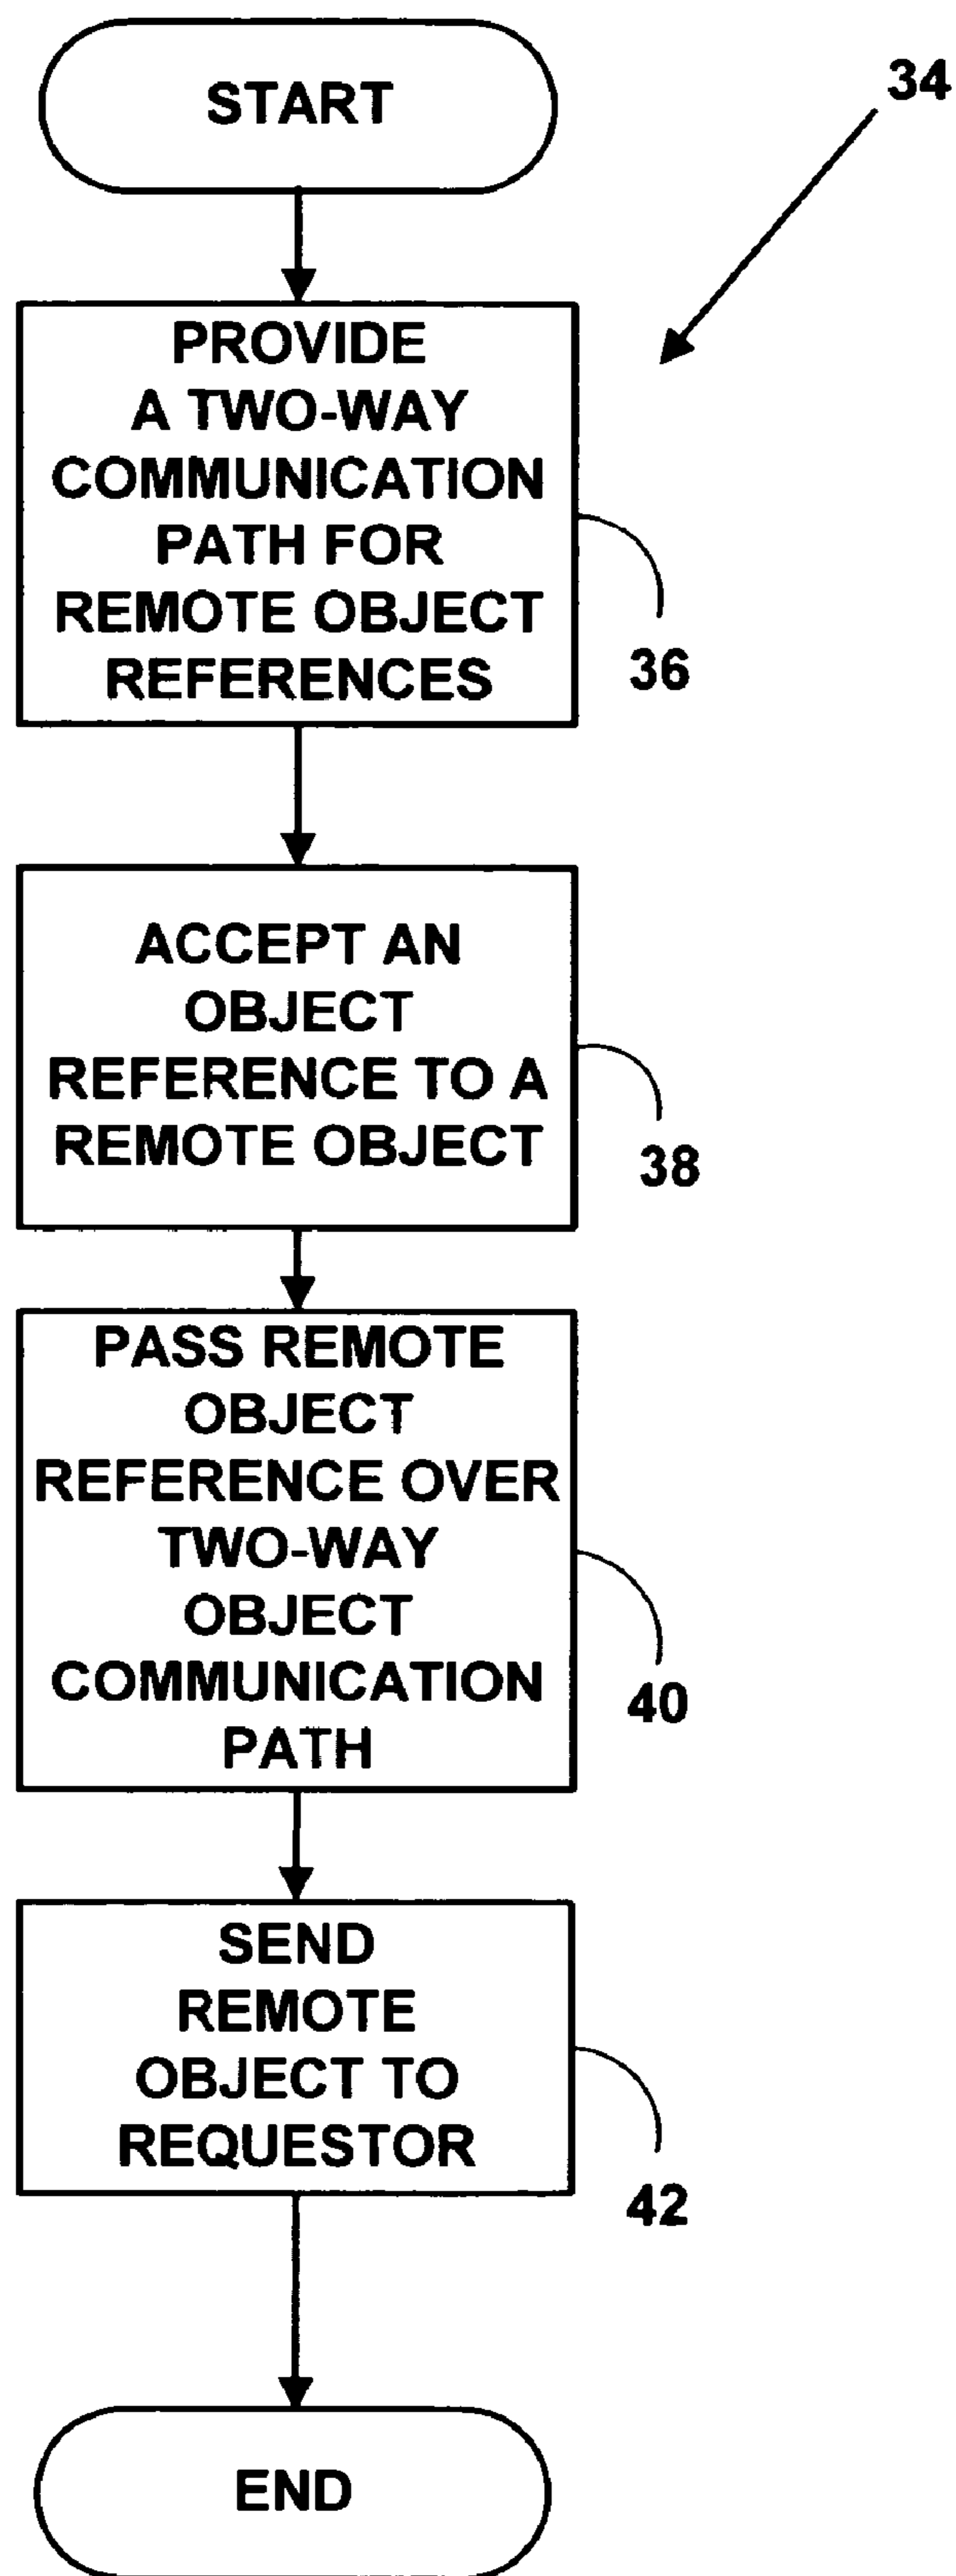 START
34
PROVIDE
A TWO-WAY
COMMUNICATION
PATH FOR
REMOTE OBJECT
REFERENCES
36
ACCEPT AN
OBJECT
REFERENCE TO A
REMOTE OBJECT
38
PASS REMOTE
OBJECT
REFERENCE OVER
TWO-WAY
OBJECT
COMMUNICATION
PATH
40
SEND
REMOTE
OBJECT TO
REQUESTOR
42
END